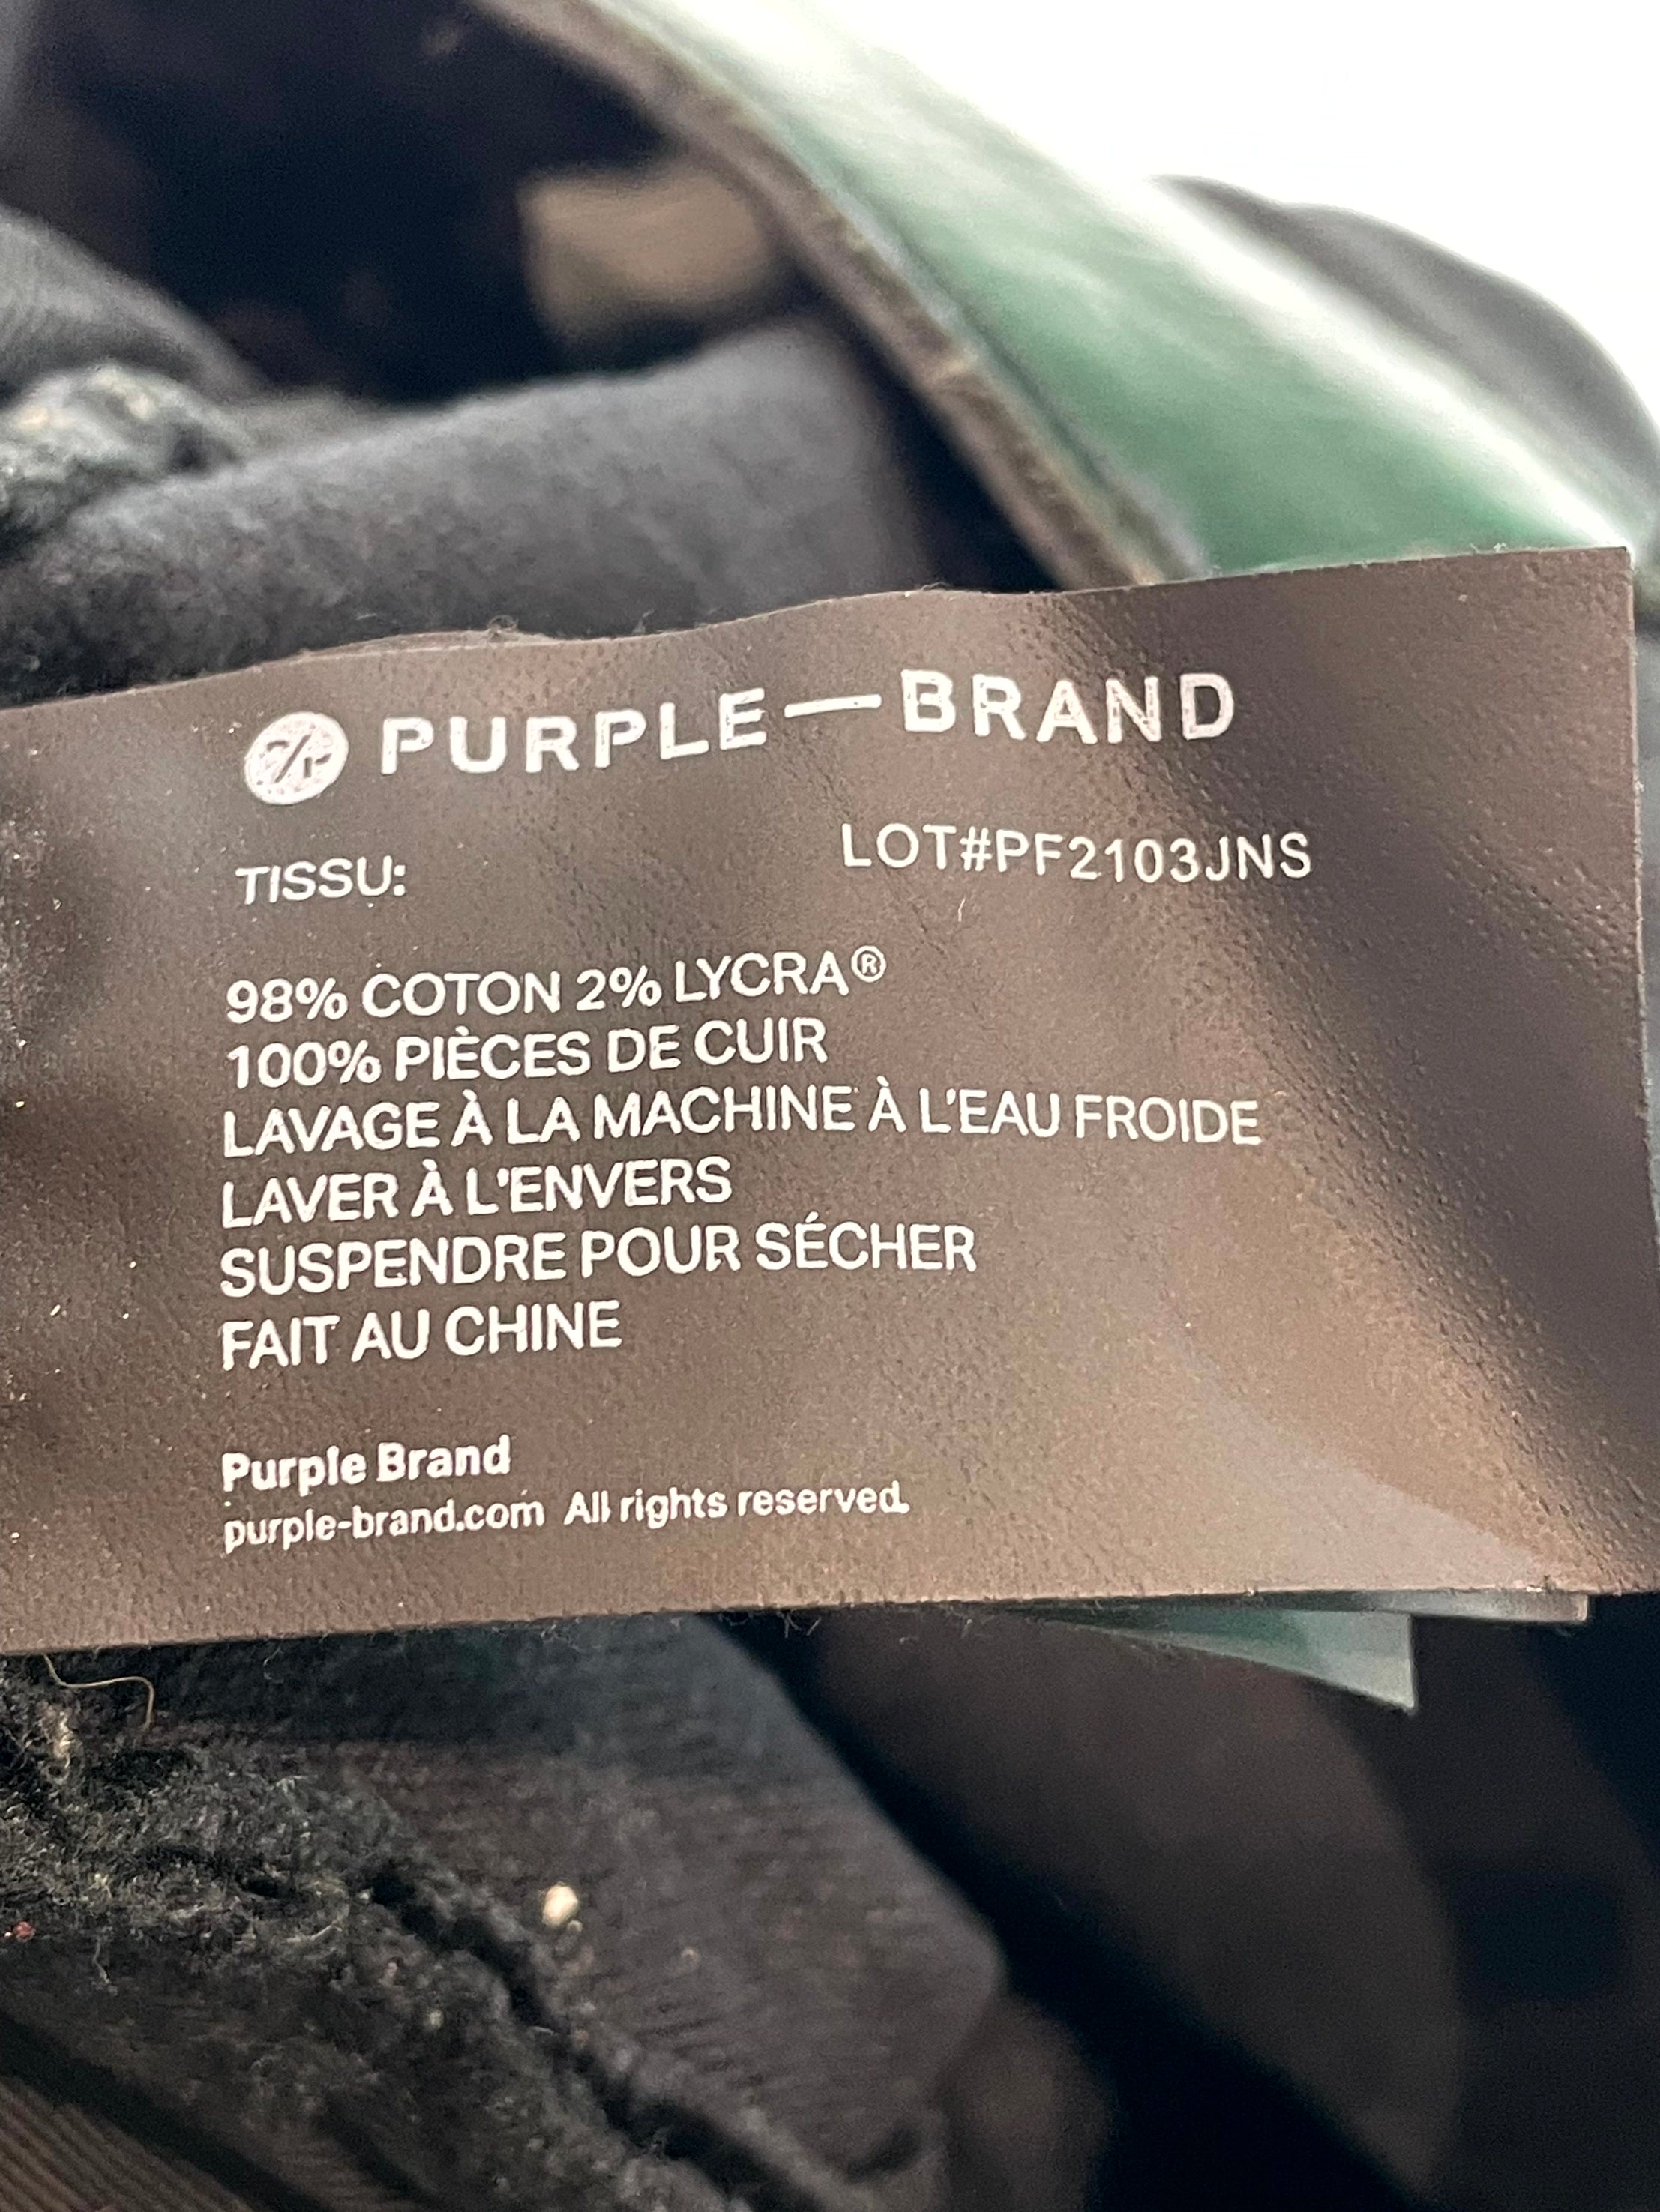 PURPLE—BRAND
TISSU:
LOT#PF2103JNS
98% COTON 2% LYCRA®
100% PIÈCES DE CUIR
LAVAGE À LA MACHINE À L'EAU FROIDE
LAVER À L'ENVERS
SUSPENDRE POUR SÉCHER
FAIT AU CHINE
Purple Brand
purple-brand.com All rights reserved.